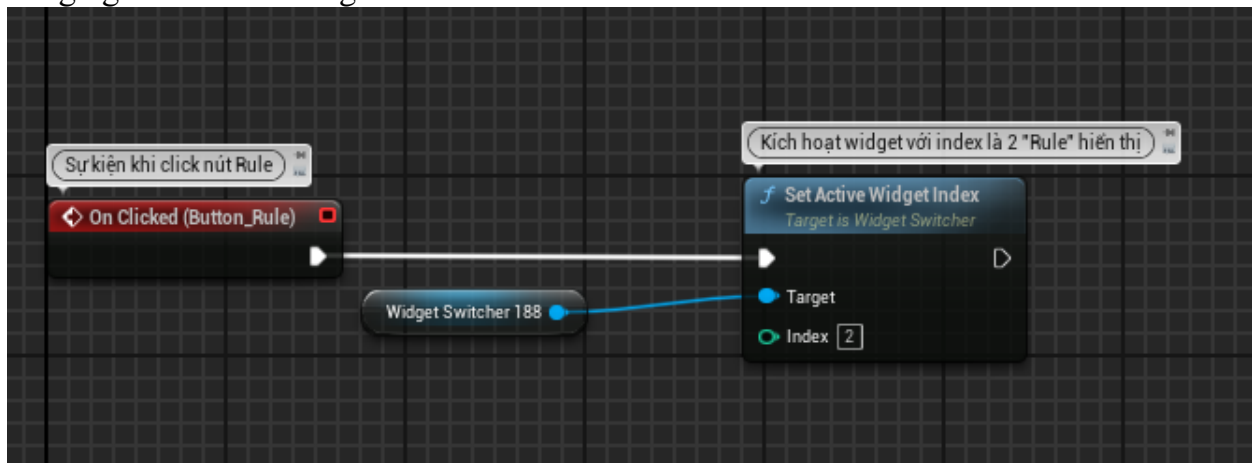 Sự kiện khi click nút Rule
On Clicked (Button_Rule)
Widget Switcher 188
Kích hoạt widget với index là 2 "Rule" hiển thị
f Set Active Widget Index
Target is Widget Switcher
Target
Index 2